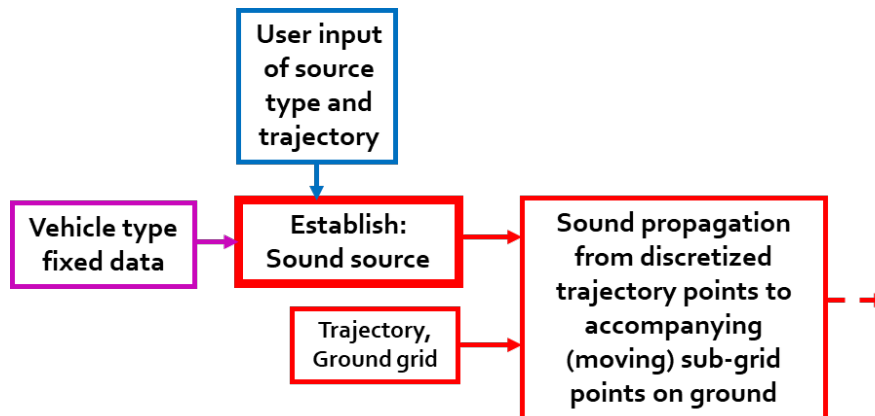 User input
of source
type and
trajectory
Vehicle type
fixed data
Establish:
Sound source
Trajectory,
Ground grid
Sound propagation
from discretized
trajectory points to
accompanying
(moving) sub-grid
points on ground